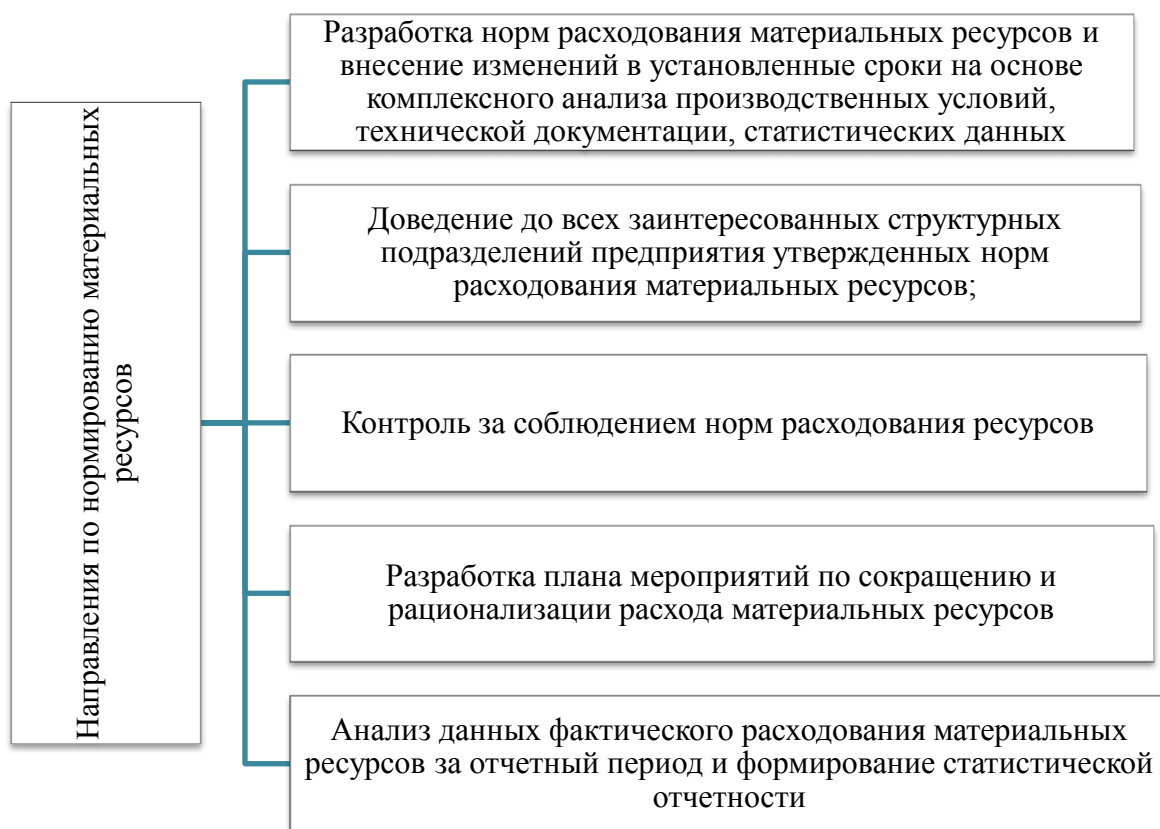 Направления по нормированию материальных
ресурсов
Разработка норм расходования материальных ресурсов и
внесение изменений в установленные сроки на основе
комплексного анализа производственных условий,
технической документации, статистических данных
Доведение до всех заинтересованных структурных
подразделений предприятия утвержденных норм
расходования материальных ресурсов;
Контроль за соблюдением норм расходования ресурсов
Разработка плана мероприятий по сокращению и
рационализации расхода материальных ресурсов
Анализ данных фактического расходования материальных
ресурсов за отчетный период и формирование статистической
отчетности